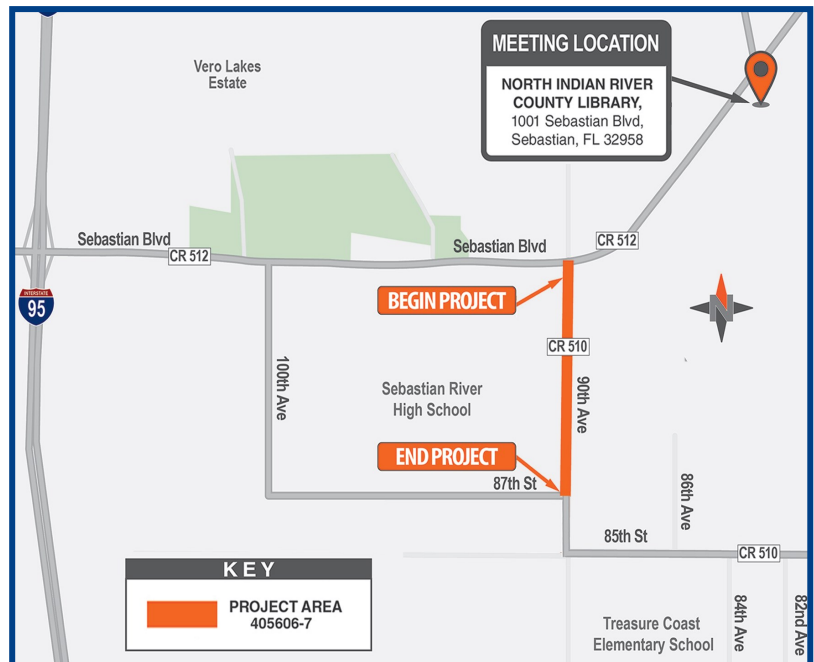 MEETING LOCATION
NORTH INDIAN RIVER
COUNTY LIBRARY,
1001 Sebastian Blvd,
Sebastian, FL 32958
Vero Lakes
Estate
Sebastian Blvd
CR 512
Sebastian Blvd
CR 512
INTERSTATE
95
BEGIN PROJECT
N
CR 510
100th Ave
90th Ave
Sebastian River
High School
END PROJECT
87th St
86th Ave
85th St
CR 510
KEY
PROJECT AREA
405606-7
Treasure Coast
Elementary School
84th Ave
82nd Ave